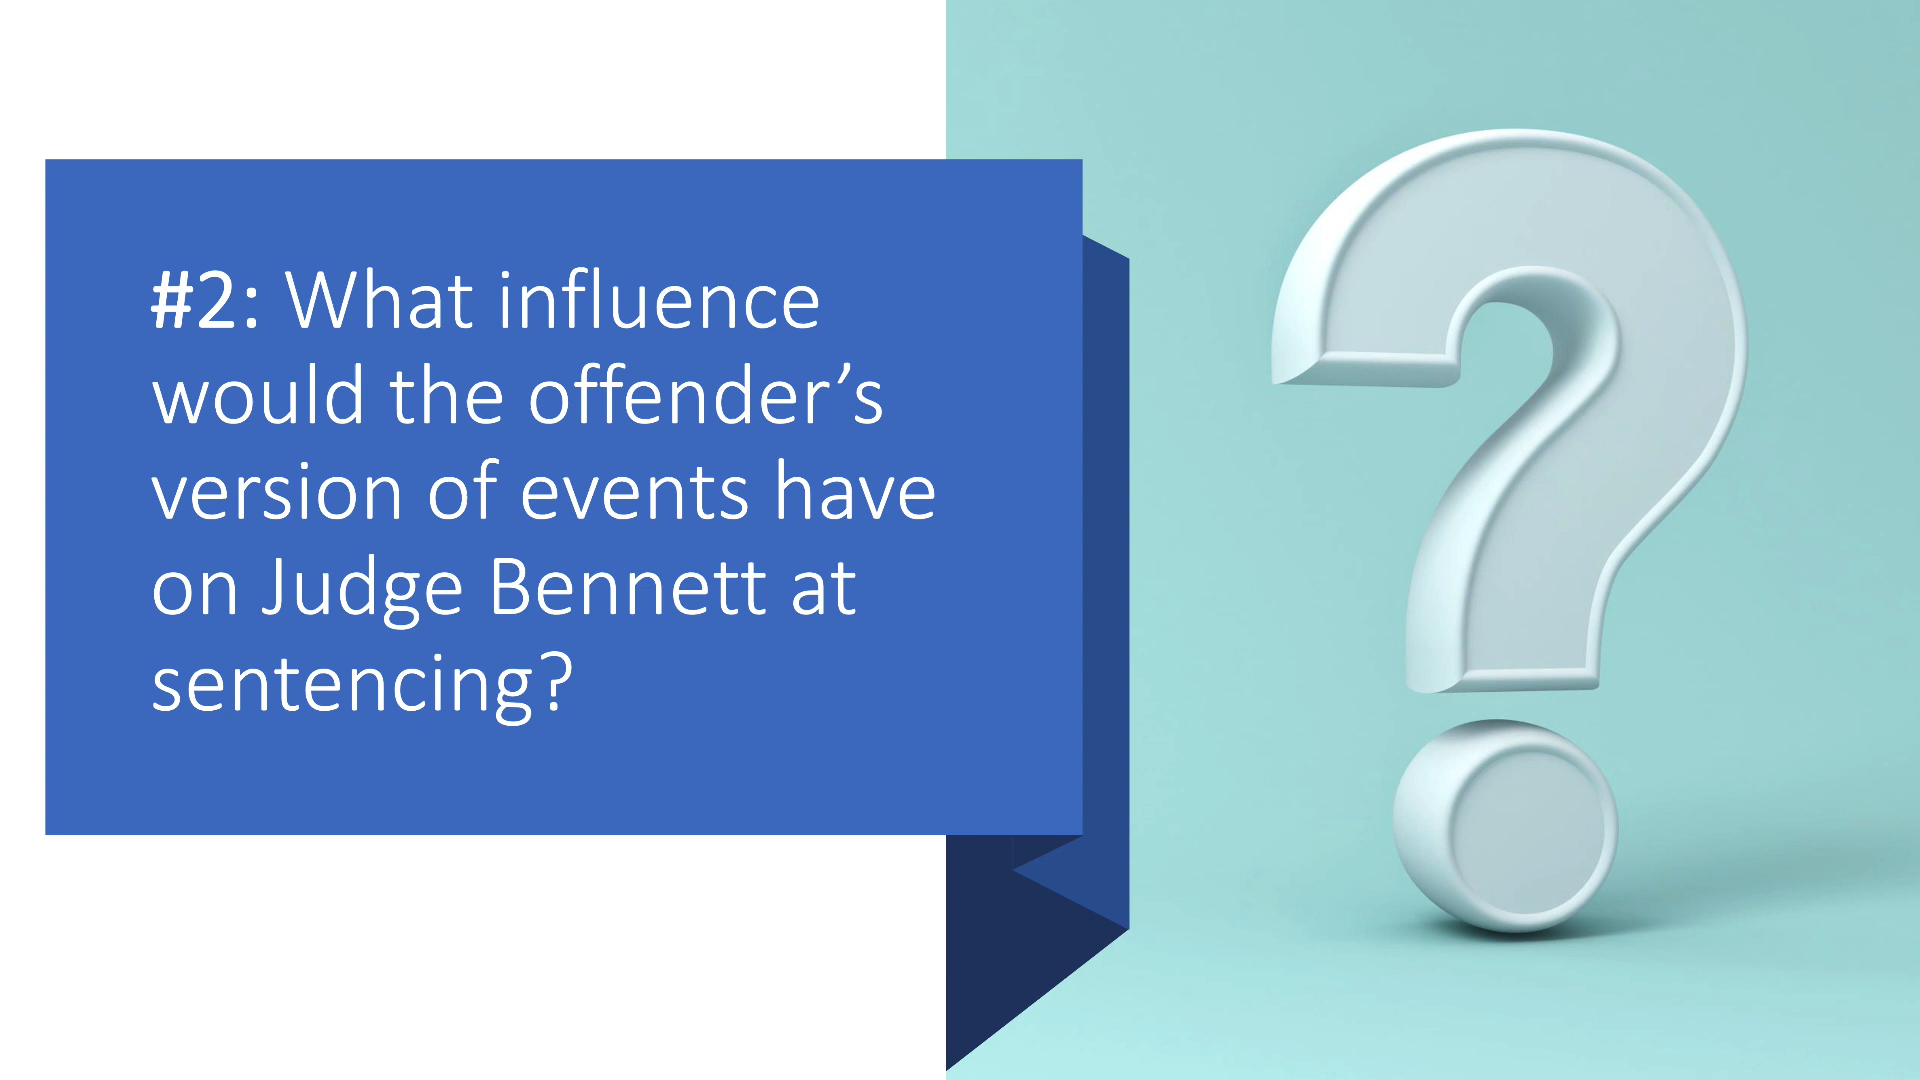 #2: What influence
would the offender’s
version of events have
on Judge Bennett at
sentencing?